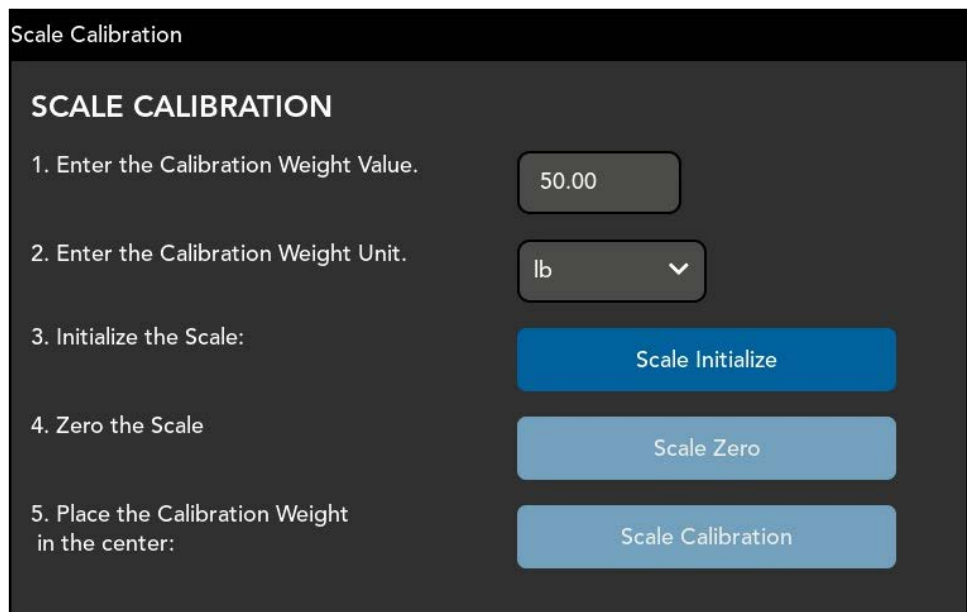 Scale Calibration
SCALE CALIBRATION
1. Enter the Calibration Weight Value.
50.00
2. Enter the Calibration Weight Unit.
lb
3. Initialize the Scale:
Scale Initialize
4. Zero the Scale
Scale Zero
5. Place the Calibration Weight
in the center:
Scale Calibration